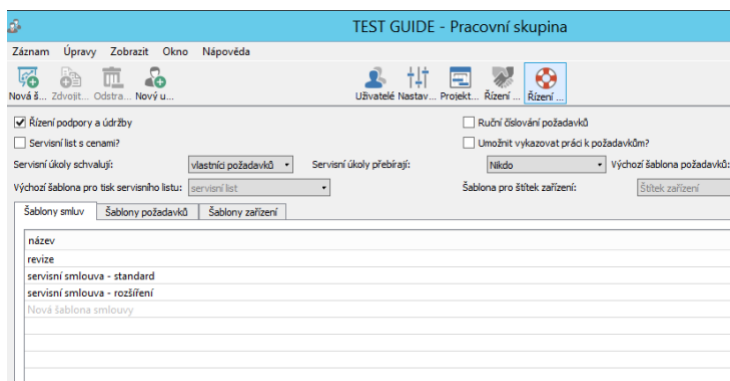 TEST GUIDE - Pracovní skupina
Záznam Úpravy Zobrazit Okno Nápověda
Nová š... Zdvojit... Odstra... Nový u... Uživatelé Nastav... Projekt... Řízení ... Řízení ...
Řízení podpory a údržby Ruční číslování požadavků
Servisní list s cenami? Umožnit vykazovat práci k požadavkům?
Servisní úkoly schvalují: vlastníci požadavků Servisní úkoly přebírají: Nikdo Výchozí šablona požadavků:
Výchozí šablona pro tisk servisního listu: servisní list Šablona pro štítek zařízení: Štítek zařízení
Šablony smluv Šablony požadavků Šablony zařízení
název
revize
servisní smlouva - standard
servisní smlouva - rozšíření
Nová šablona smlouvy